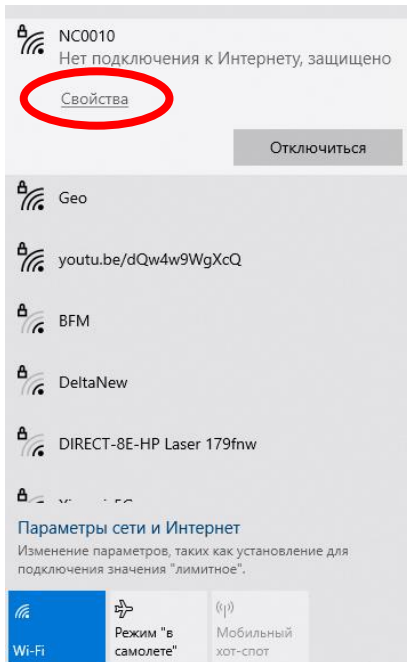 NC0010
Нет подключения к Интернету, защищено
Свойства
Отключиться
Geo
youtu.be/dQw4w9WgXcQ
BFM
DeltaNew
DIRECT-8E-HP Laser 179fnw
Параметры сети и Интернет
Изменение параметров, таких как установление для
подключения значения "лимитное".
Wi-Fi
Режим "в
самолете"
Мобильный
хот-спот